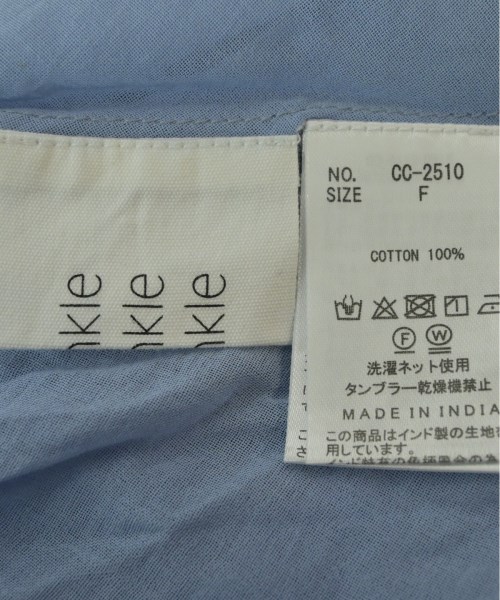 nkle
nkle
nkle
NO. CC-2510
SIZE F
COTTON 100%
F W
洗濯ネット使用
タンブラー乾燥機禁止
MADE IN INDIA
この商品はインド製の生地を
用しています。